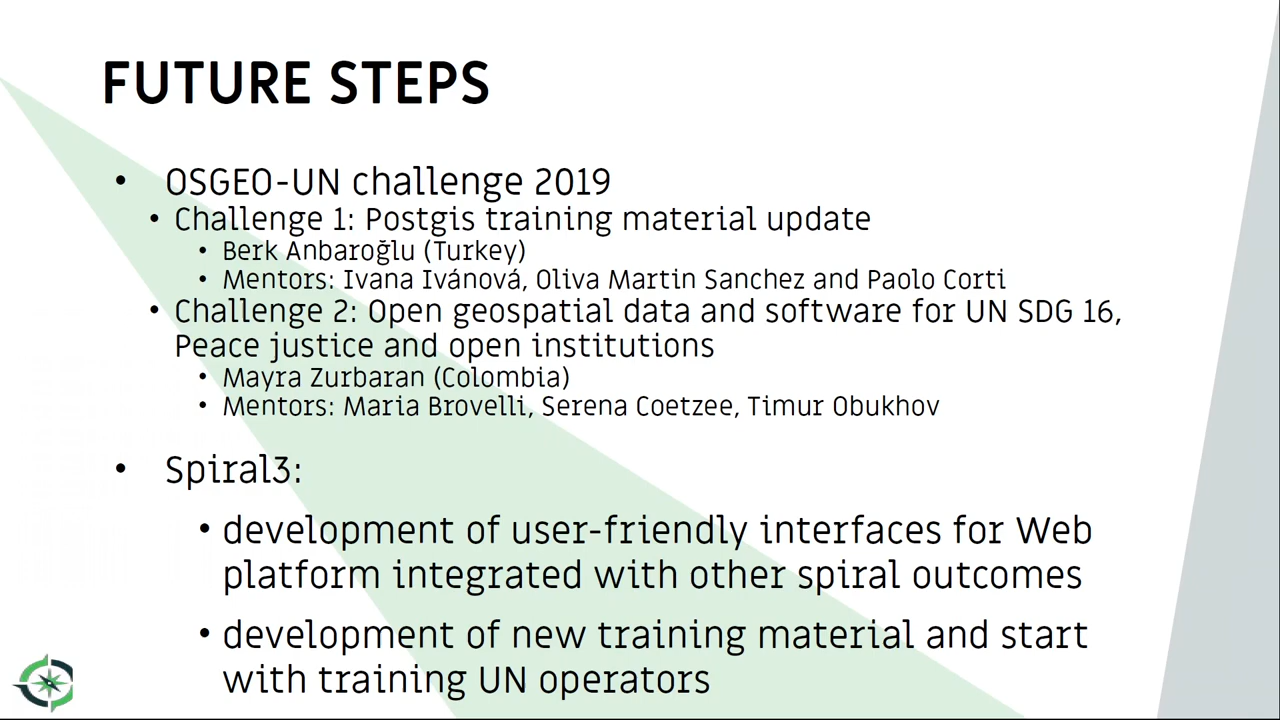 FUTURE STEPS
• OSGEO-UN challenge 2019
• Challenge 1: Postgis training material update
• Berk Anbaroğlu (Turkey)
• Mentors: Ivana Ivánová, Oliva Martin Sanchez and Paolo Corti
• Challenge 2: Open geospatial data and software for UN SDG 16,
Peace justice and open institutions
• Mayra Zurbaran (Colombia)
• Mentors: Maria Brovelli, Serena Coetzee, Timur Obukhov
• Spiral3:
• development of user-friendly interfaces for Web
platform integrated with other spiral outcomes
• development of new training material and start
with training UN operators